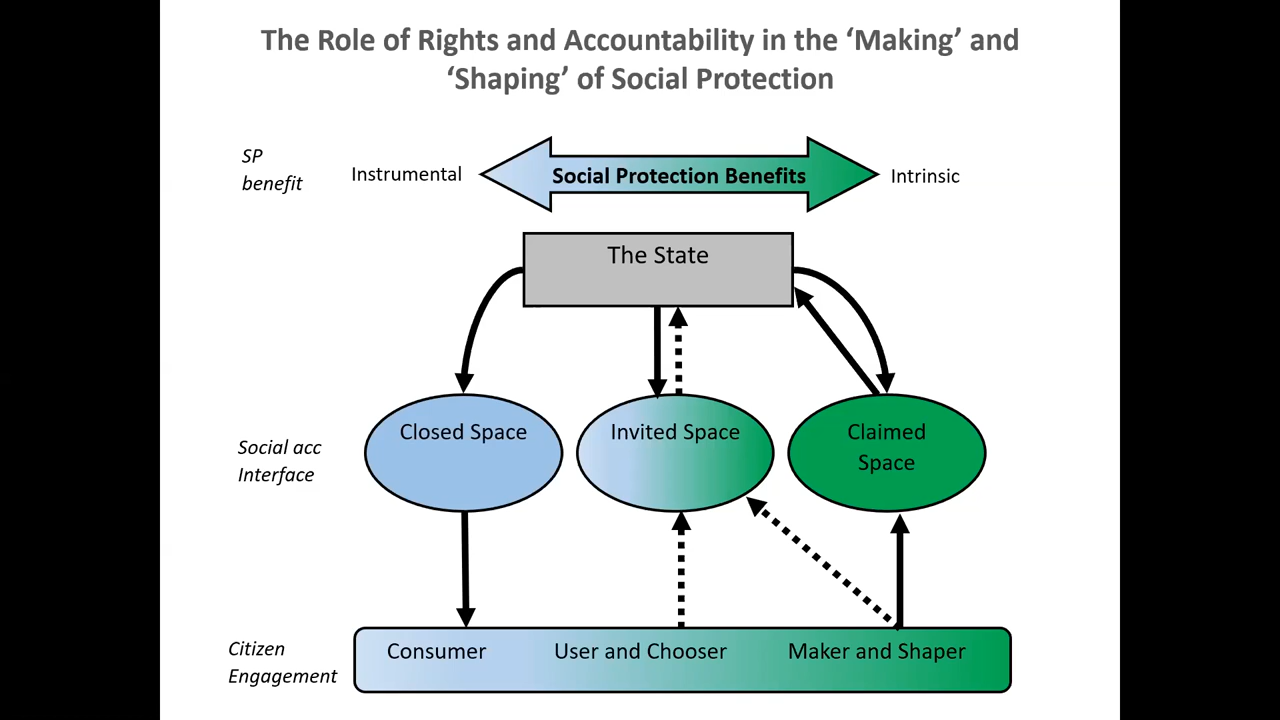 The Role of Rights and Accountability in the ‘Making’ and
‘Shaping’ of Social Protection
SP
benefit
Instrumental
Social Protection Benefits
Intrinsic
The State
Social acc
Interface
Closed Space
Invited Space
Claimed
Space
Citizen
Engagement
Consumer
User and Chooser
Maker and Shaper